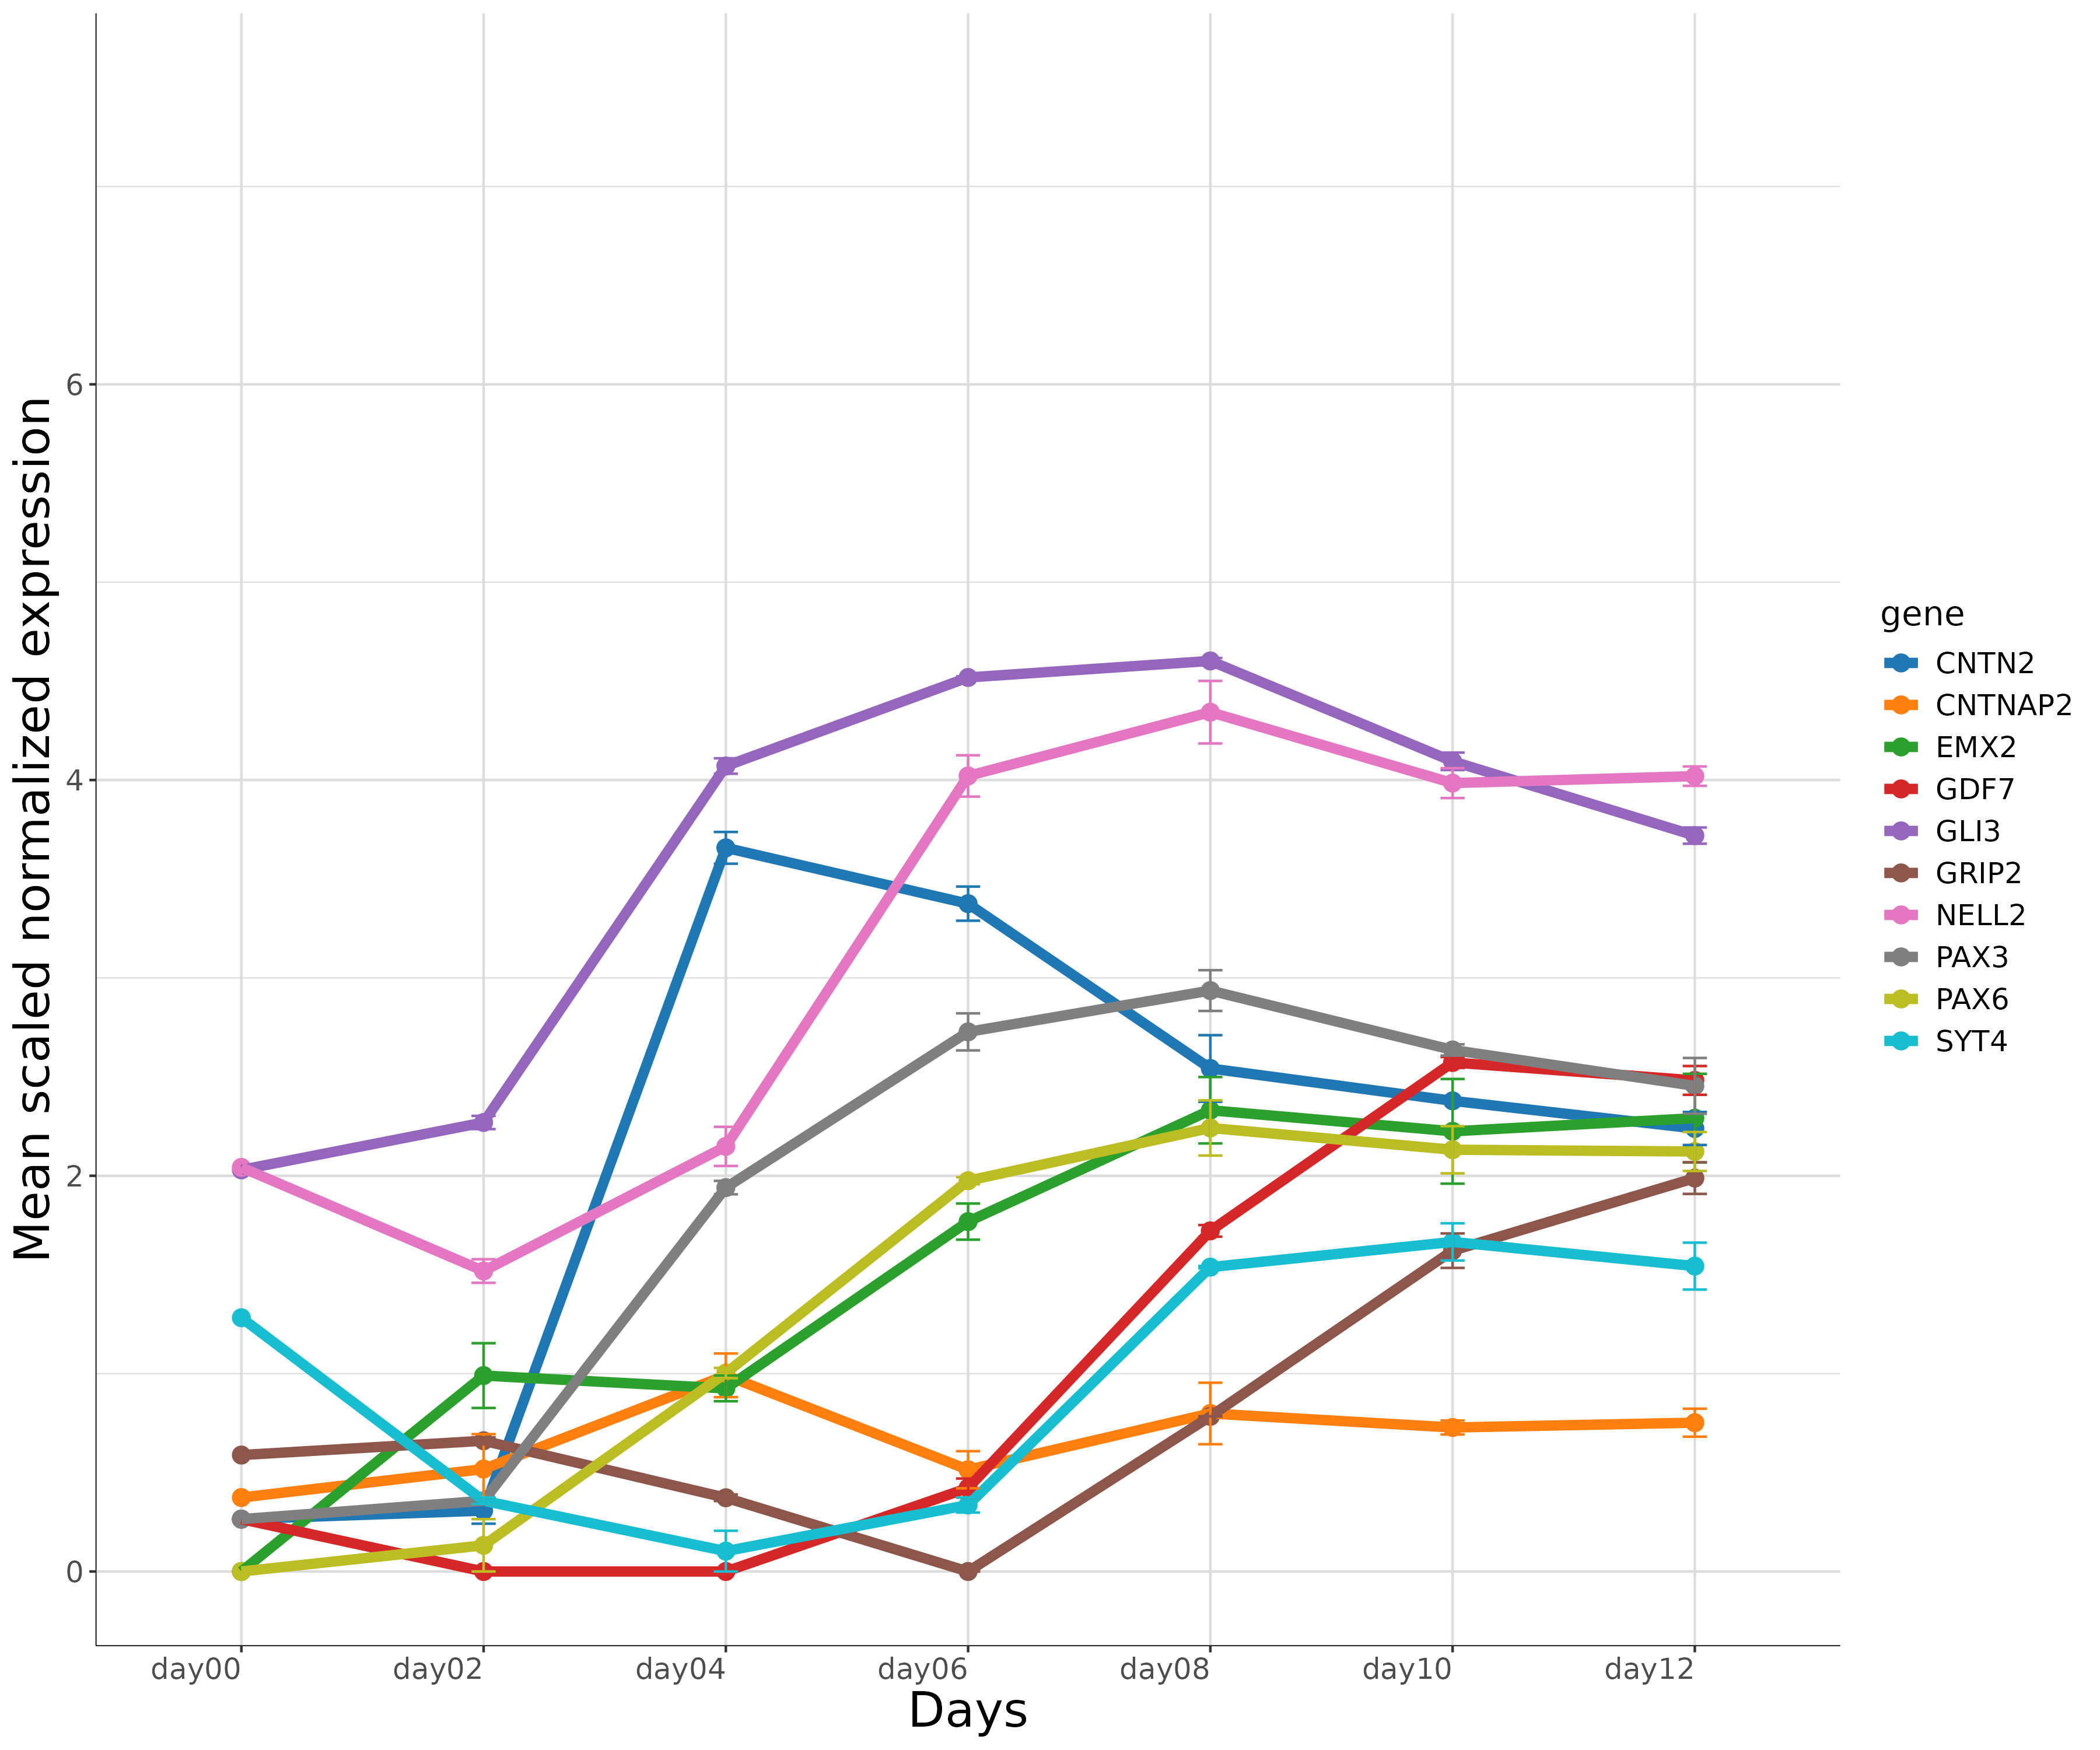 Mean scaled normalized expression
6
4
2
0
day00
day02
day04
day06
day08
day10
day12
Days
gene
CNTN2
CNTNAP2
EMX2
GDF7
GLI3
GRIP2
NELL2
PAX3
PAX6
SYT4